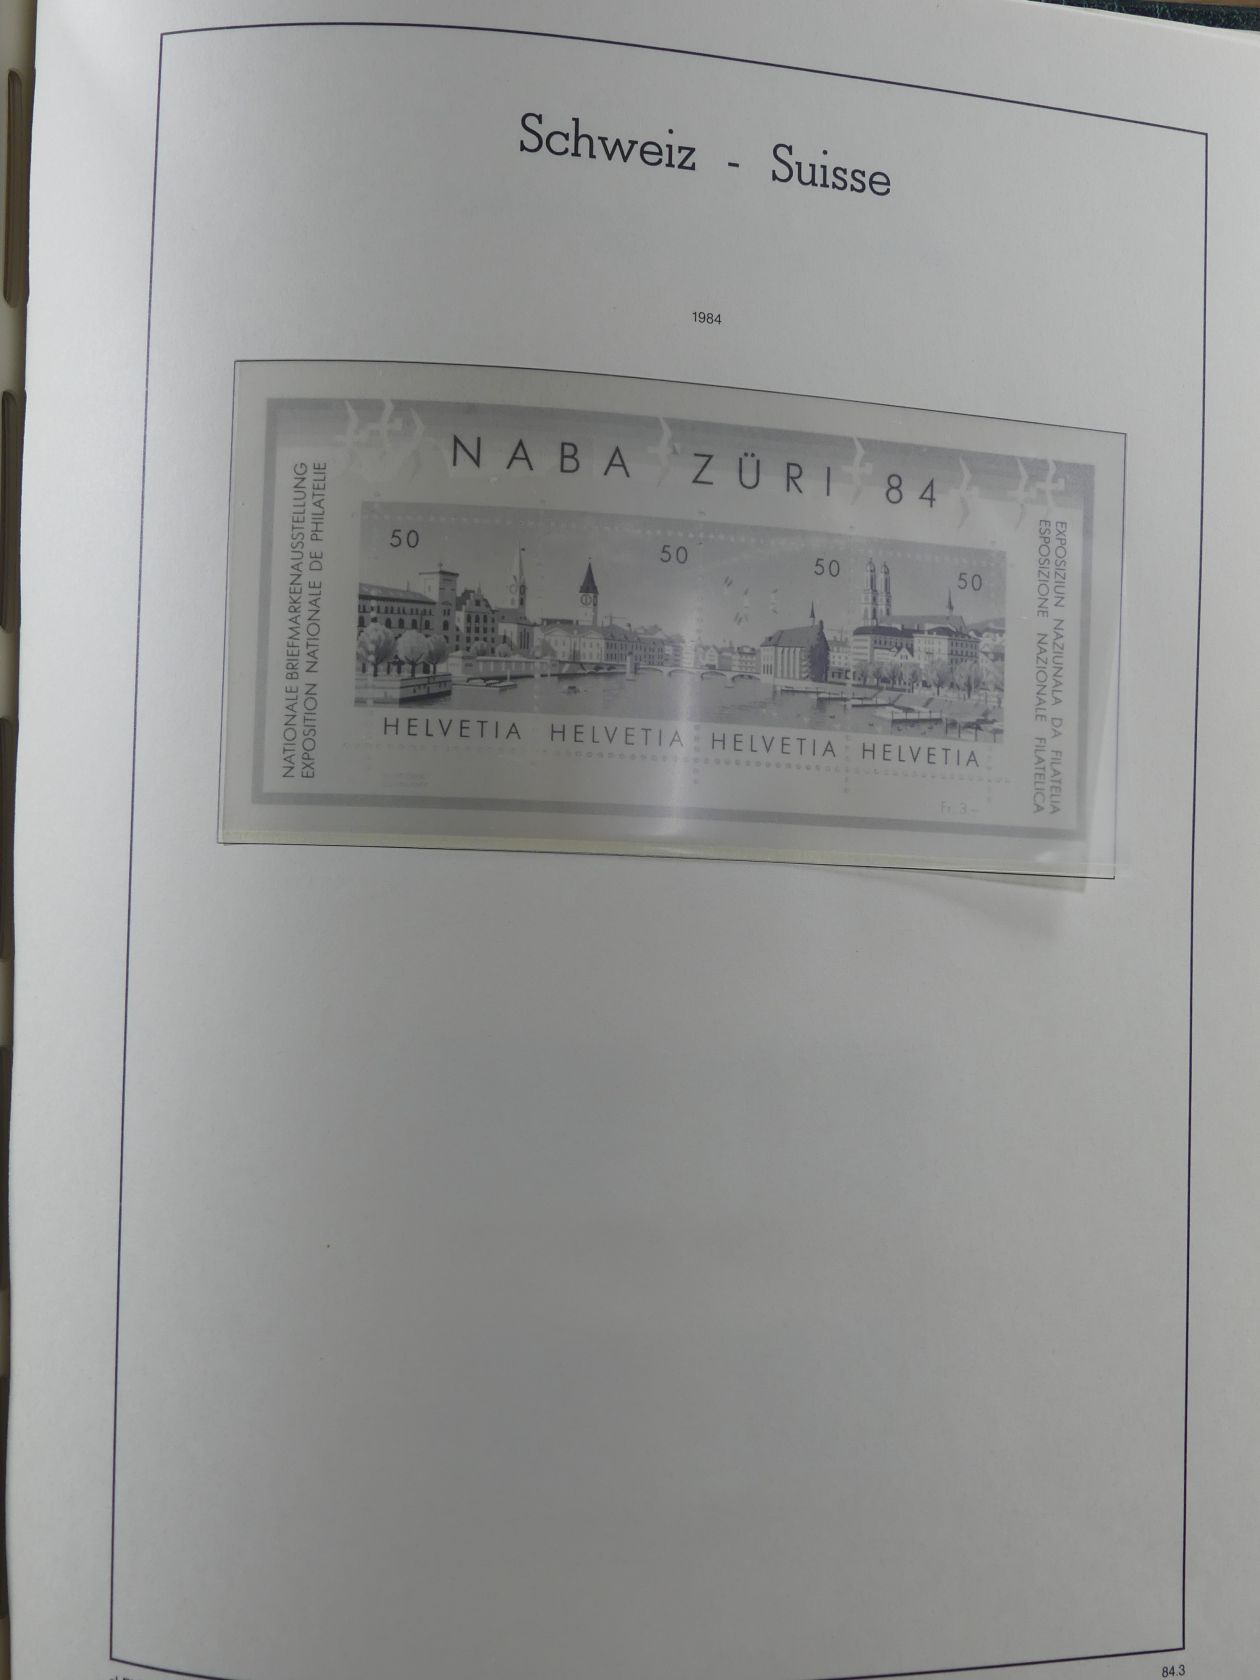 Schweiz - Suisse
1984
NABA ZÜRI 84
NATIONALE BRIEFMARKENAUSSTELLUNG
EXPOSITION NATIONALE DE PHILATELIE
50
50
50
50
HELVETIA HELVETIA HELVETIA HELVETIA
EXPOSIZIUN NAZIUNALA DA FILATELIA
ESPOSIZIONE NAZIONALE FILATELICA
Fr. 3.–
84.3